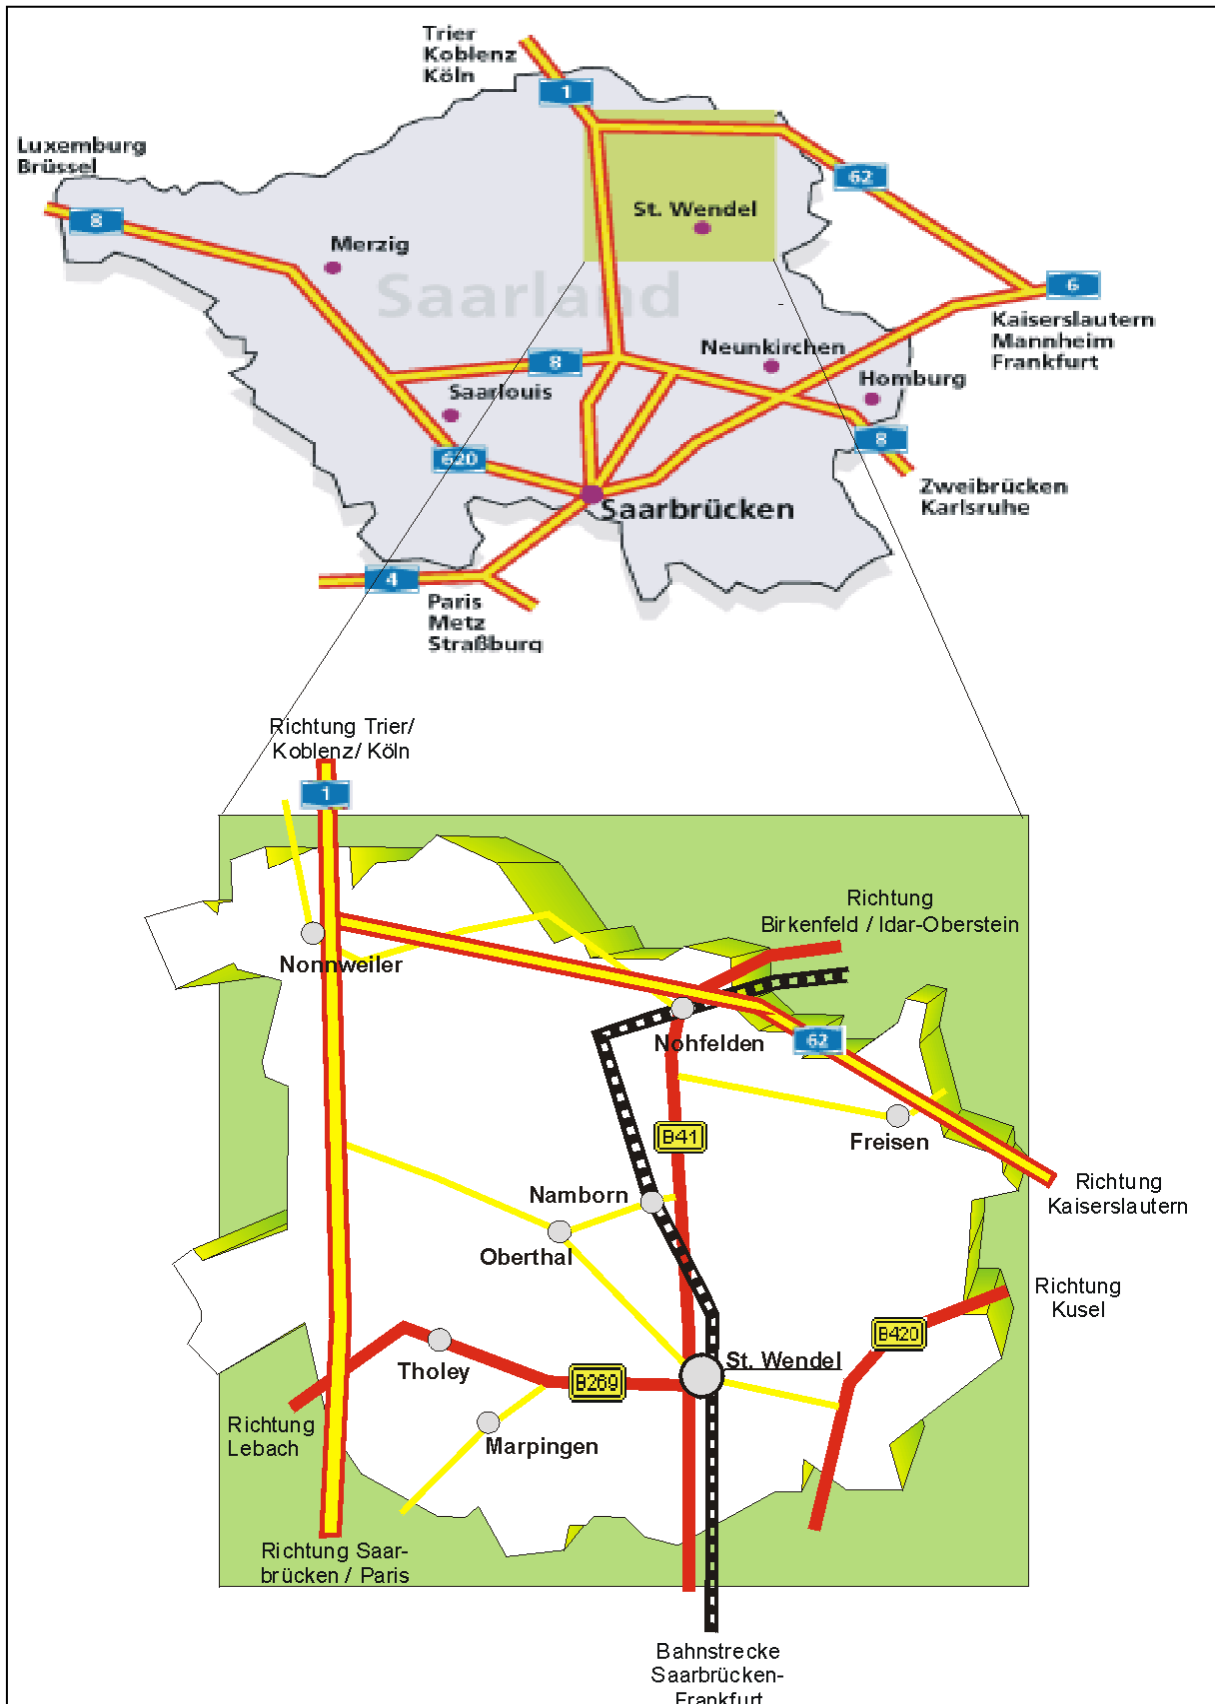 Trier
Koblenz
Köln
1
Luxemburg
Brüssel
62
8
St. Wendel
Merzig
Saarland
6
Kaiserslautern
Mannheim
Frankfurt
Neunkirchen
8
Homburg
Saarlouis
8
620
Zweibrücken
Karlsruhe
Saarbrücken
4
Paris
Metz
Straßburg
Richtung Trier/
Koblenz/ Köln
1
Richtung
Birkenfeld / Idar-Oberstein
Nonnweiler
Nohfelden
62
B41
Freisen
Richtung
Kaiserslautern
Namborn
Oberthal
Richtung
Kusel
B420
St. Wendel
Tholey
B269
Richtung
Lebach
Marpingen
Richtung Saar-
brücken / Paris
Bahnstrecke
Saarbrücken-
Frankfurt